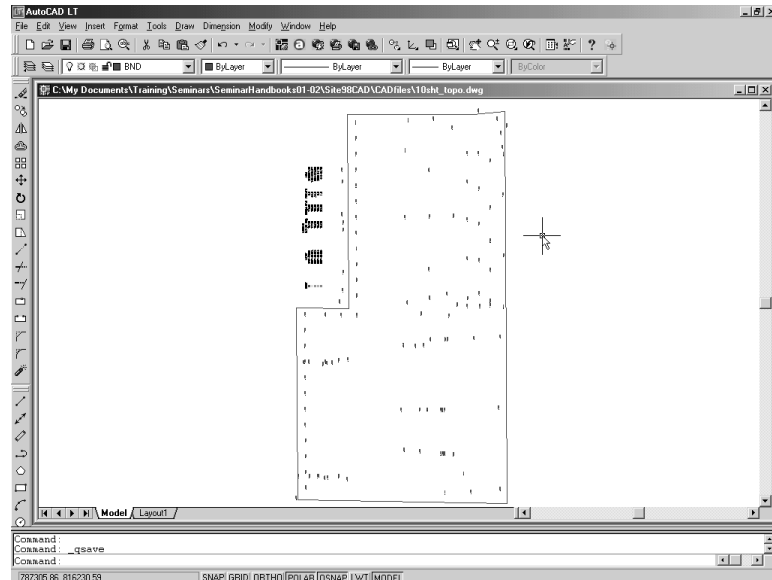 AutoCAD LT
File Edit View Insert Format Tools Draw Dimension Modify Window Help
BND ByLayer ByLayer ByLayer ByColor
C:\My Documents\Training\Seminars\SeminarHandbooks01-02\Site98CAD\CADfiles\10sht_topo.dwg
Model Layout1
Command:
Command: _qsave
Command:
787305.86, 816230.59 SNAP GRID ORTHO POLAR OSNAP LWT MODEL